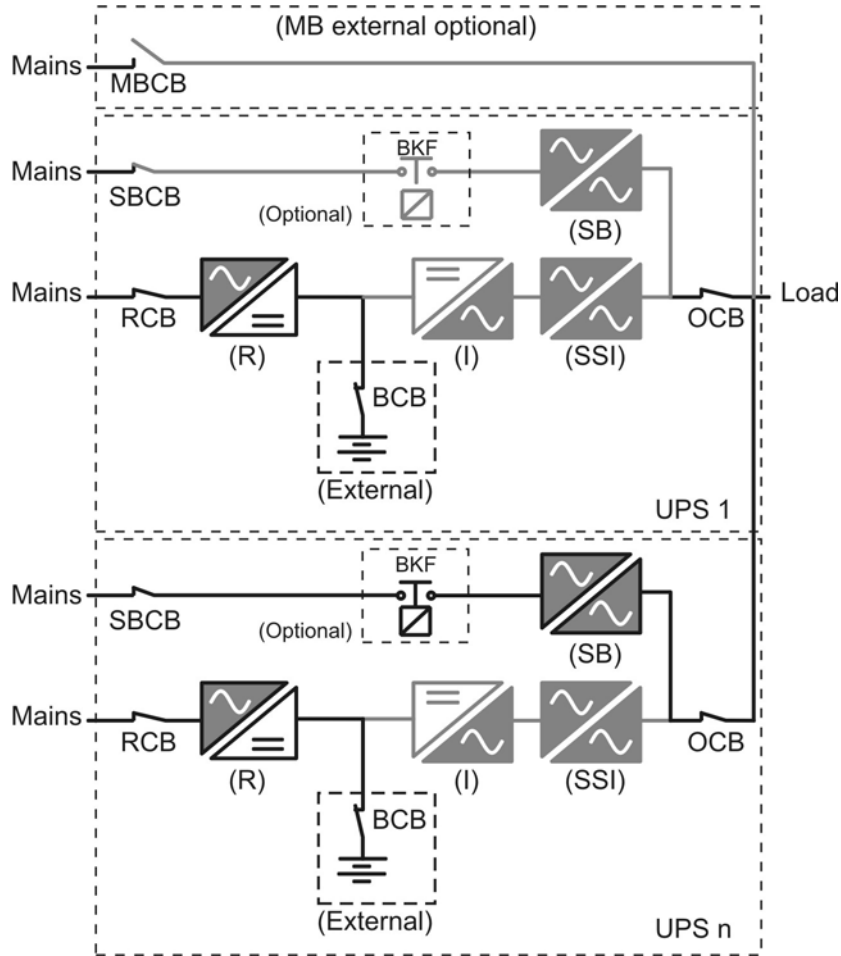 (MB external optional)
Mains
MBCB
BKF
Mains
SBCB
(Optional)
(SB)
Mains
RCB
(R)
(I)
(SSI)
OCB
Load
BCB
(External)
UPS 1
BKF
Mains
SBCB
(Optional)
(SB)
Mains
RCB
(R)
(I)
(SSI)
OCB
BCB
(External)
UPS n